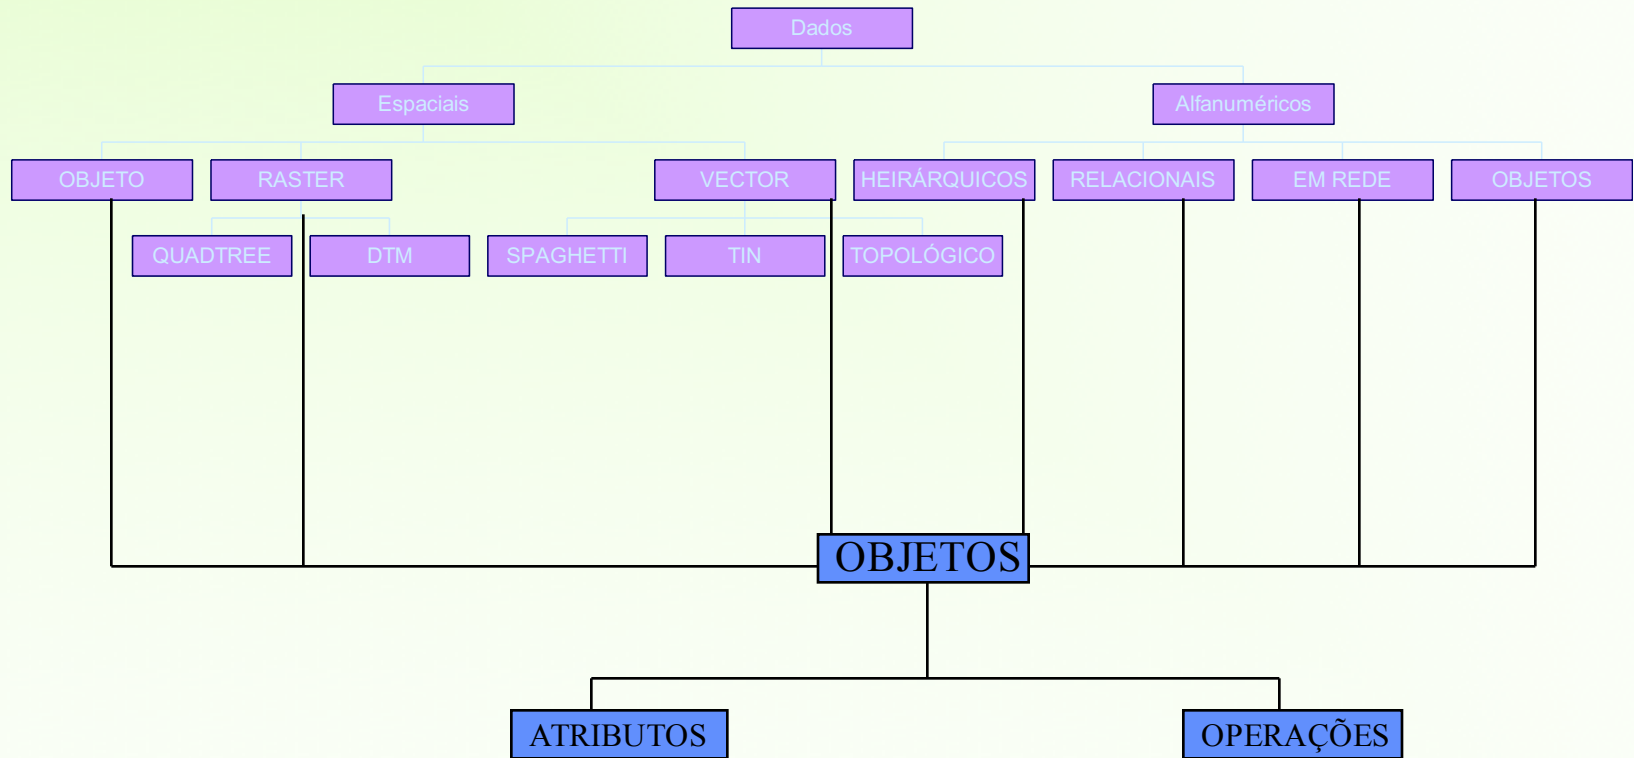 Dados
Espaciais
Alfanuméricos
OBJETO
RASTER
VECTOR
HEIRÁRQUICOS
RELACIONAIS
EM REDE
OBJETOS
QUADTREE
DTM
SPAGHETTI
TIN
TOPOLÓGICO
OBJETOS
ATRIBUTOS
OPERAÇÕES